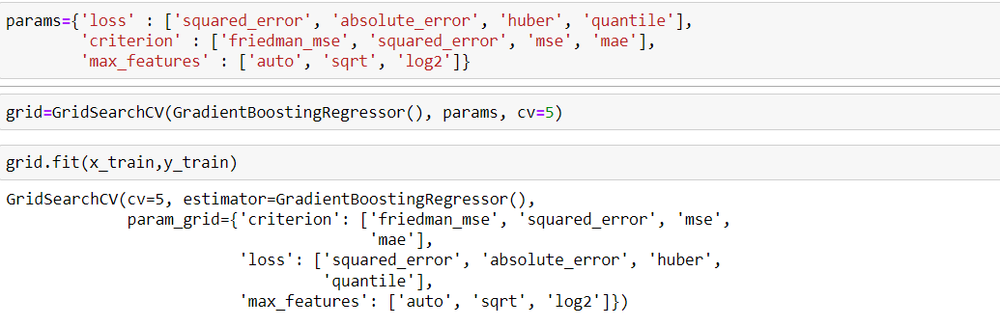 params={'loss' : ['squared_error', 'absolute_error', 'huber', 'quantile'],
'criterion' : ['friedman_mse', 'squared_error', 'mse', 'mae'],
'max_features' : ['auto', 'sqrt', 'log2']}
grid=GridSearchCV(GradientBoostingRegressor(), params, cv=5)
grid.fit(x_train,y_train)
GridSearchCV(cv=5, estimator=GradientBoostingRegressor(),
param_grid={'criterion': ['friedman_mse', 'squared_error', 'mse',
'mae'],
'loss': ['squared_error', 'absolute_error', 'huber',
'quantile'],
'max_features': ['auto', 'sqrt', 'log2']})